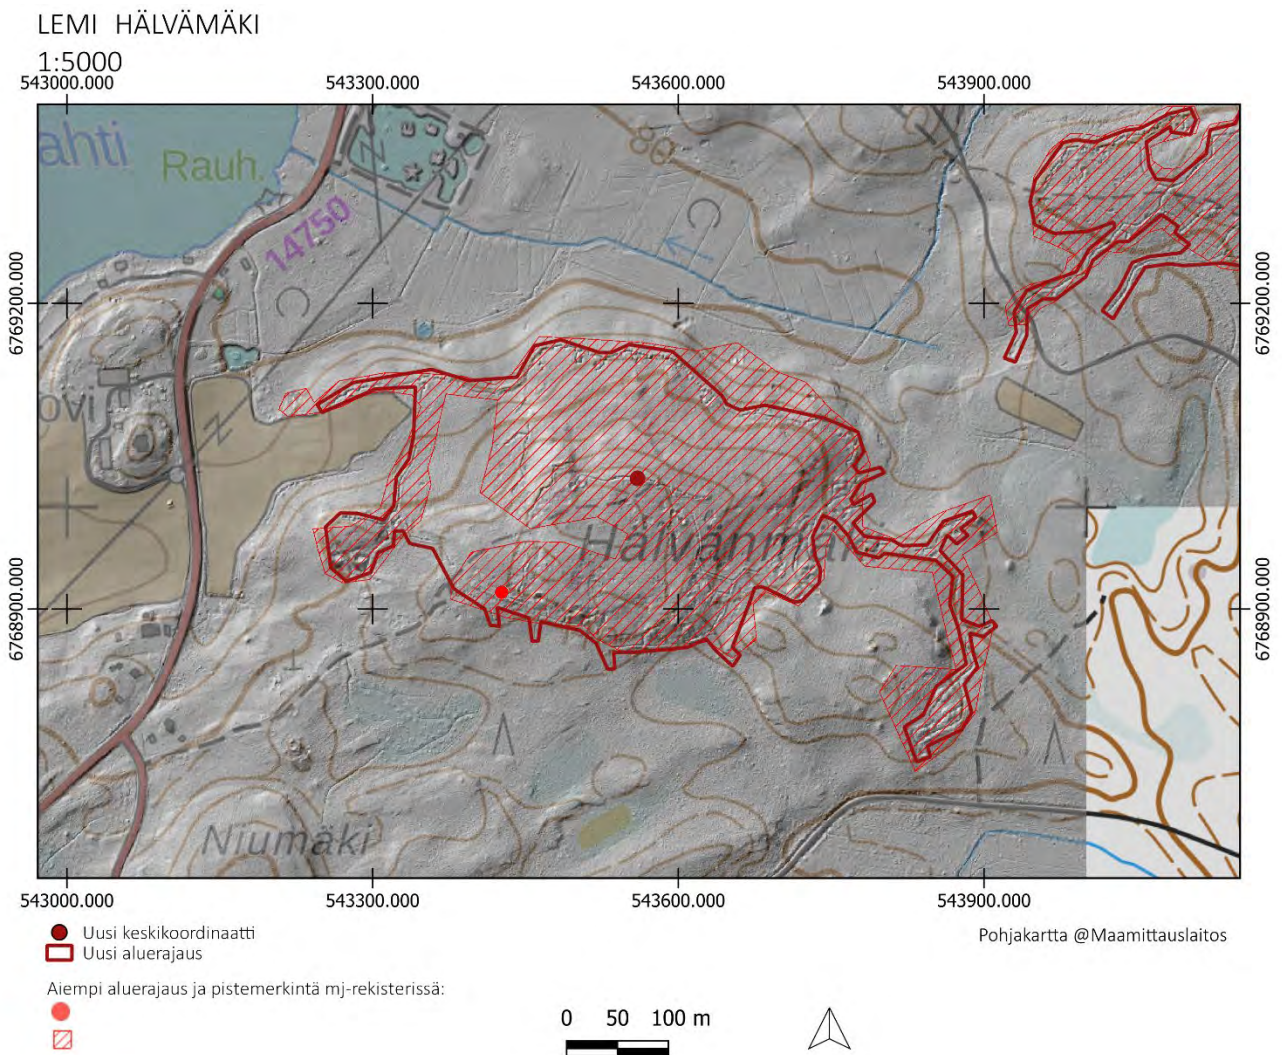 LEMI HÄLVÄMÄKI
1:5000
543000.000 543300.000 543600.000 543900.000
ahti
Rauh.
80
14750
6769200.000 6769200.000
ovi
Hälvänmäki
6768900.000 6768900.000
Niumäki
543000.000 543300.000 543600.000 543900.000
Uusi keskikoordinaatti
Uusi aluerajaus
Pohjakartta @Maamittauslaitos
Aiempi aluerajaus ja pistemerkintä mj-rekisterissä:
0 50 100 m